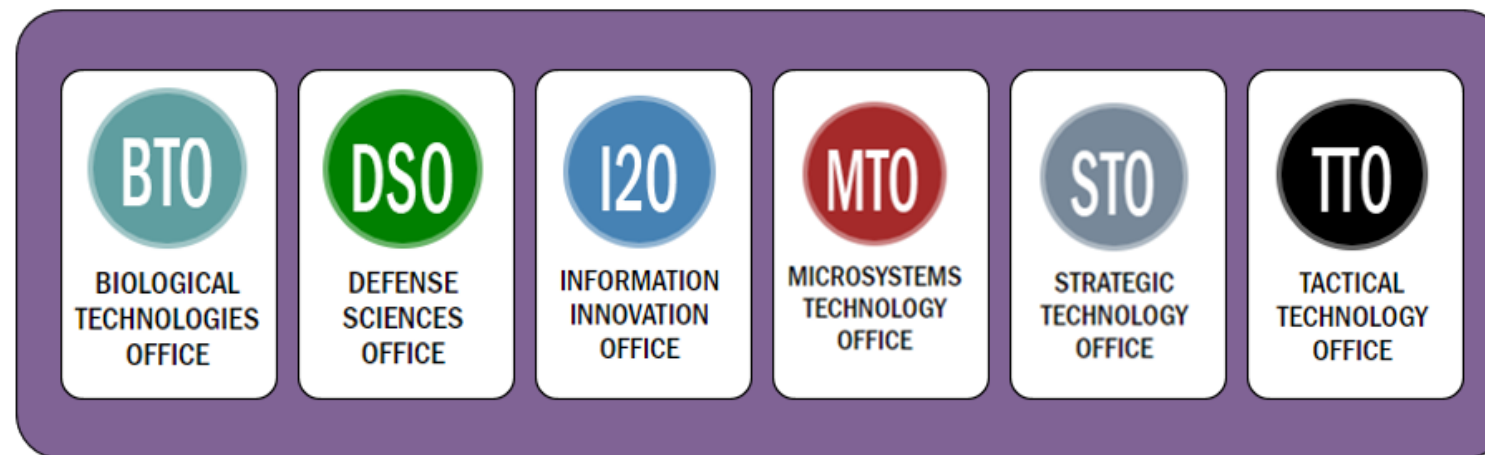 BTO
BIOLOGICAL
TECHNOLOGIES
OFFICE
DSO
DEFENSE
SCIENCES
OFFICE
I2O
INFORMATION
INNOVATION
OFFICE
MTO
MICROSYSTEMS
TECHNOLOGY
OFFICE
STO
STRATEGIC
TECHNOLOGY
OFFICE
TTO
TACTICAL
TECHNOLOGY
OFFICE